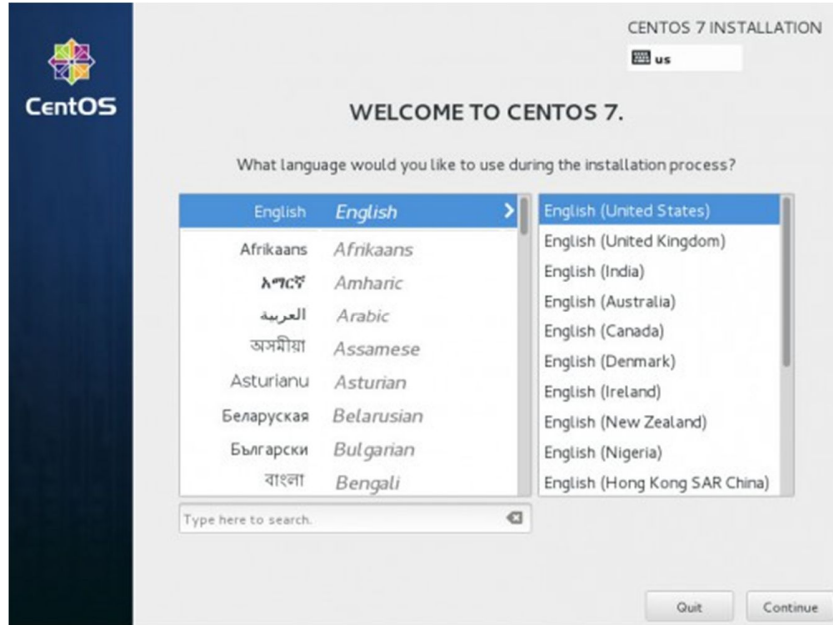 CENTOS 7 INSTALLATION
us
CentOS
WELCOME TO CENTOS 7.
What language would you like to use during the installation process?
English English
Afrikaans Afrikaans
አማርኛ Amharic
العربية Arabic
অসমীয়া Assamese
Asturianu Asturian
Беларуская Belarusian
Български Bulgarian
বাংলা Bengali
English (United States)
English (United Kingdom)
English (India)
English (Australia)
English (Canada)
English (Denmark)
English (Ireland)
English (New Zealand)
English (Nigeria)
English (Hong Kong SAR China)
Type here to search.
Quit
Continue